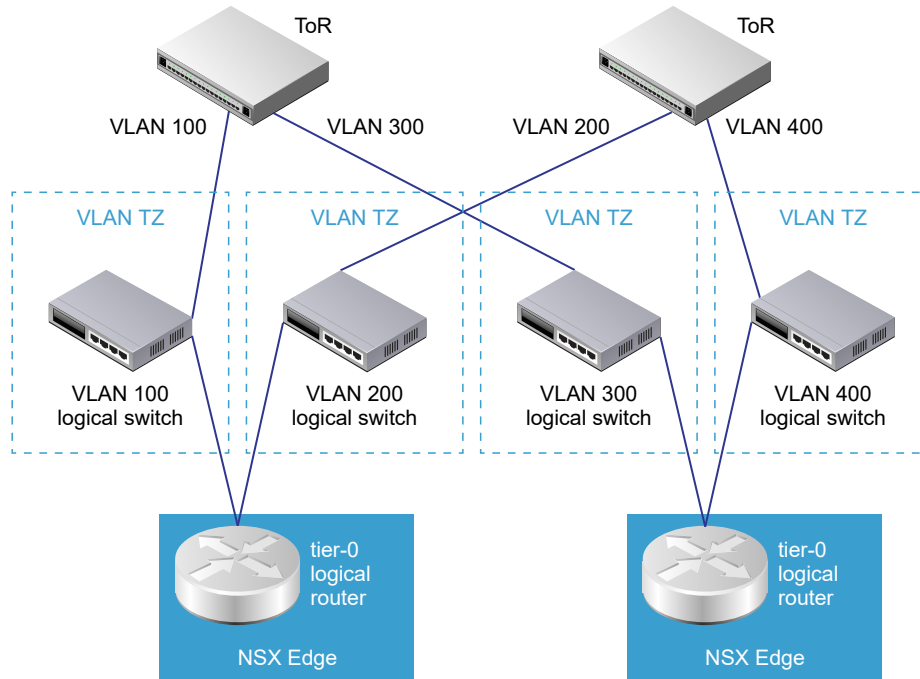 ToR
ToR
VLAN 100
VLAN 300
VLAN 200
VLAN 400
VLAN TZ
VLAN TZ
VLAN TZ
VLAN TZ
VLAN 100
logical switch
VLAN 200
logical switch
VLAN 300
logical switch
VLAN 400
logical switch
tier-0
logical
router
NSX Edge
tier-0
logical
router
NSX Edge